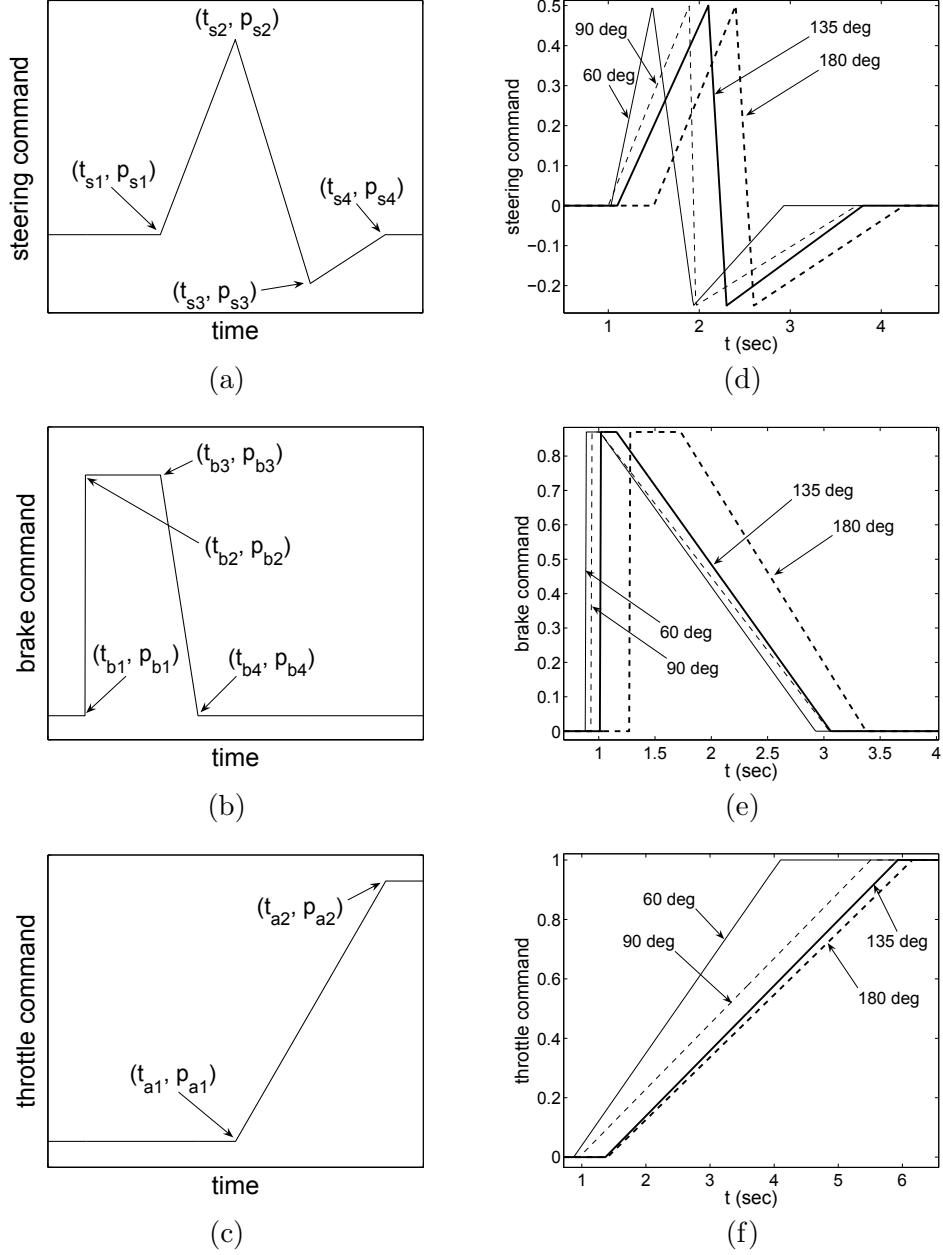 steering command
(t_s2, p_s2)
(t_s1, p_s1)
(t_s4, p_s4)
(t_s3, p_s3)
time
(a)
steering command
0.5
0.4
0.3
0.2
0.1
0
−0.1
−0.2
90 deg
60 deg
135 deg
180 deg
1
2
3
4
t (sec)
(d)
brake command
(t_b3, p_b3)
(t_b2, p_b2)
(t_b1, p_b1)
(t_b4, p_b4)
time
(b)
brake command
0.8
0.7
0.6
0.5
0.4
0.3
0.2
0.1
0
135 deg
180 deg
60 deg
90 deg
1
1.5
2
2.5
3
3.5
4
t (sec)
(e)
throttle command
(t_a2, p_a2)
(t_a1, p_a1)
time
(c)
throttle command
1
0.8
0.6
0.4
0.2
0
60 deg
90 deg
135 deg
180 deg
1
2
3
4
5
6
t (sec)
(f)